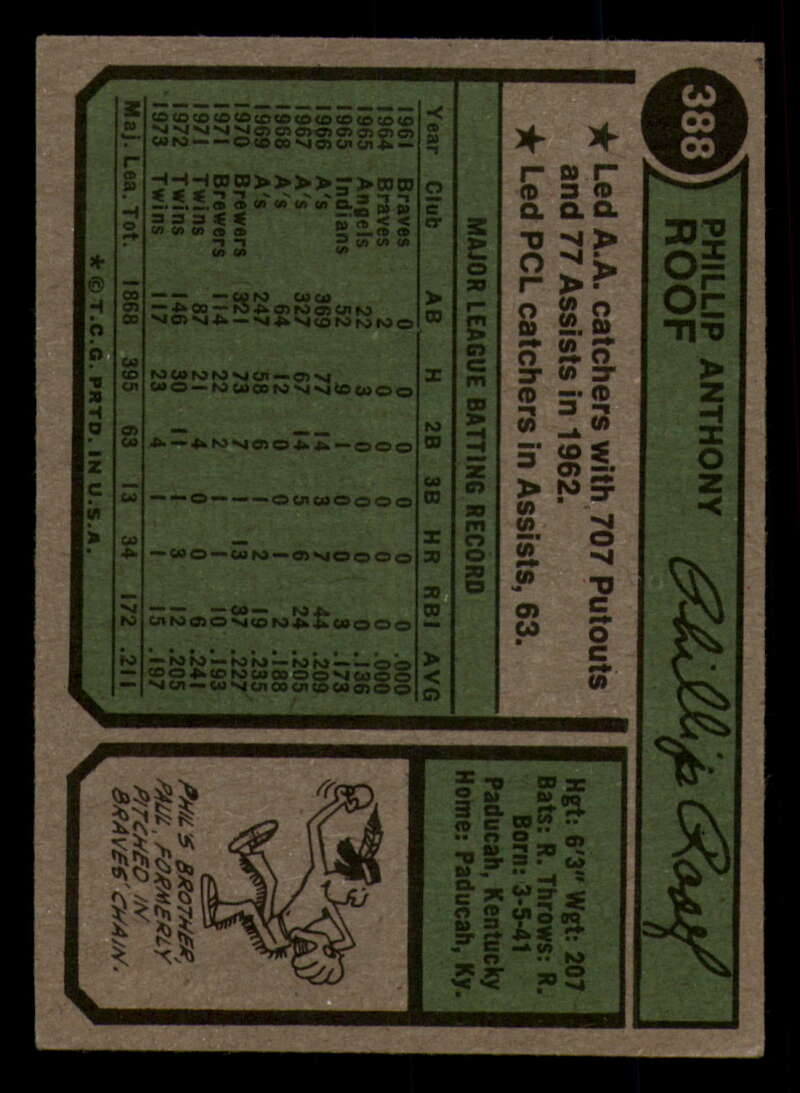 388
PHILLIP ANTHONY
ROOF
Phillip Roof
★ Led A.A. catchers with 707 Putouts
and 77 Assists in 1962.
★ Led PCL catchers in Assists, 63.
MAJOR LEAGUE BATTING RECORD
Year Club AB H 2B 3B HR RBI AVG
1961 Braves 0 0 0 0 0 0 .000
1964 Braves 2 0 0 0 0 0 .000
1965 Angels 22 3 0 0 0 0 .136
1965 Indians 52 9 1 0 0 3 .173
1966 A's 369 77 14 3 7 44 .209
1967 A's 327 67 14 5 6 24 .205
1968 A's 64 12 0 0 1 2 .188
1969 A's 247 58 6 1 2 19 .235
1970 Brewers 321 73 7 1 13 37 .227
1971 Brewers 114 22 2 1 1 10 .193
1971 Twins 87 21 4 0 0 6 .241
1972 Twins 146 30 11 1 3 12 .205
1973 Twins 117 23 4 1 1 15 .197
Maj. Lea. Tot. 1868 395 63 13 34 172 .211
* © T.C.G. PRTD. IN U.S.A.
Hgt: 6'3" Wgt: 207
Bats: R. Throws: R.
Born: 3-5-41
Paducah, Kentucky
Home: Paducah, Ky.
PHIL'S BROTHER,
PAUL, FORMERLY
PITCHED IN
BRAVES' CHAIN.